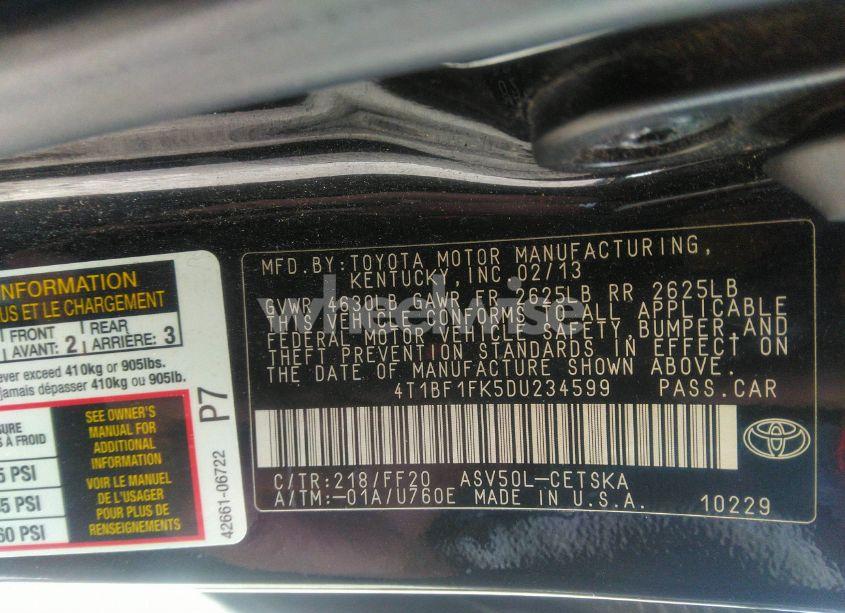 INFORMATION
US ET LE CHARGEMENT
FRONT
AVANT: 2
REAR
ARRIÈRE: 3
ever exceed 410kg or 905lbs.
jamais dépasser 410kg ou 905lb.
SURE
À FROID
5 PSI
5 PSI
60 PSI
SEE OWNER'S
MANUAL FOR
ADDITIONAL
INFORMATION
VOIR LE MANUEL
DE L'USAGER
POUR PLUS DE
RENSEIGNEMENTS
P7
42661-06722
MFD.BY:TOYOTA MOTOR MANUFACTURING,
KENTUCKY,INC 02/13
GVWR 4630LB GAWR FR 2625LB RR 2625LB
THIS VEHICLE CONFORMS TO ALL APPLICABLE
FEDERAL MOTOR VEHICLE SAFETY, BUMPER,AND
THEFT PREVENTION STANDARDS IN EFFECT ON
THE DATE OF MANUFACTURE SHOWN ABOVE.
4T1BF1FK5DU234599 PASS.CAR
C/TR:218/FF20 ASV50L-CETSKA
A/TM:-01A/U760E MADE IN U.S.A.
10229
wheelwise